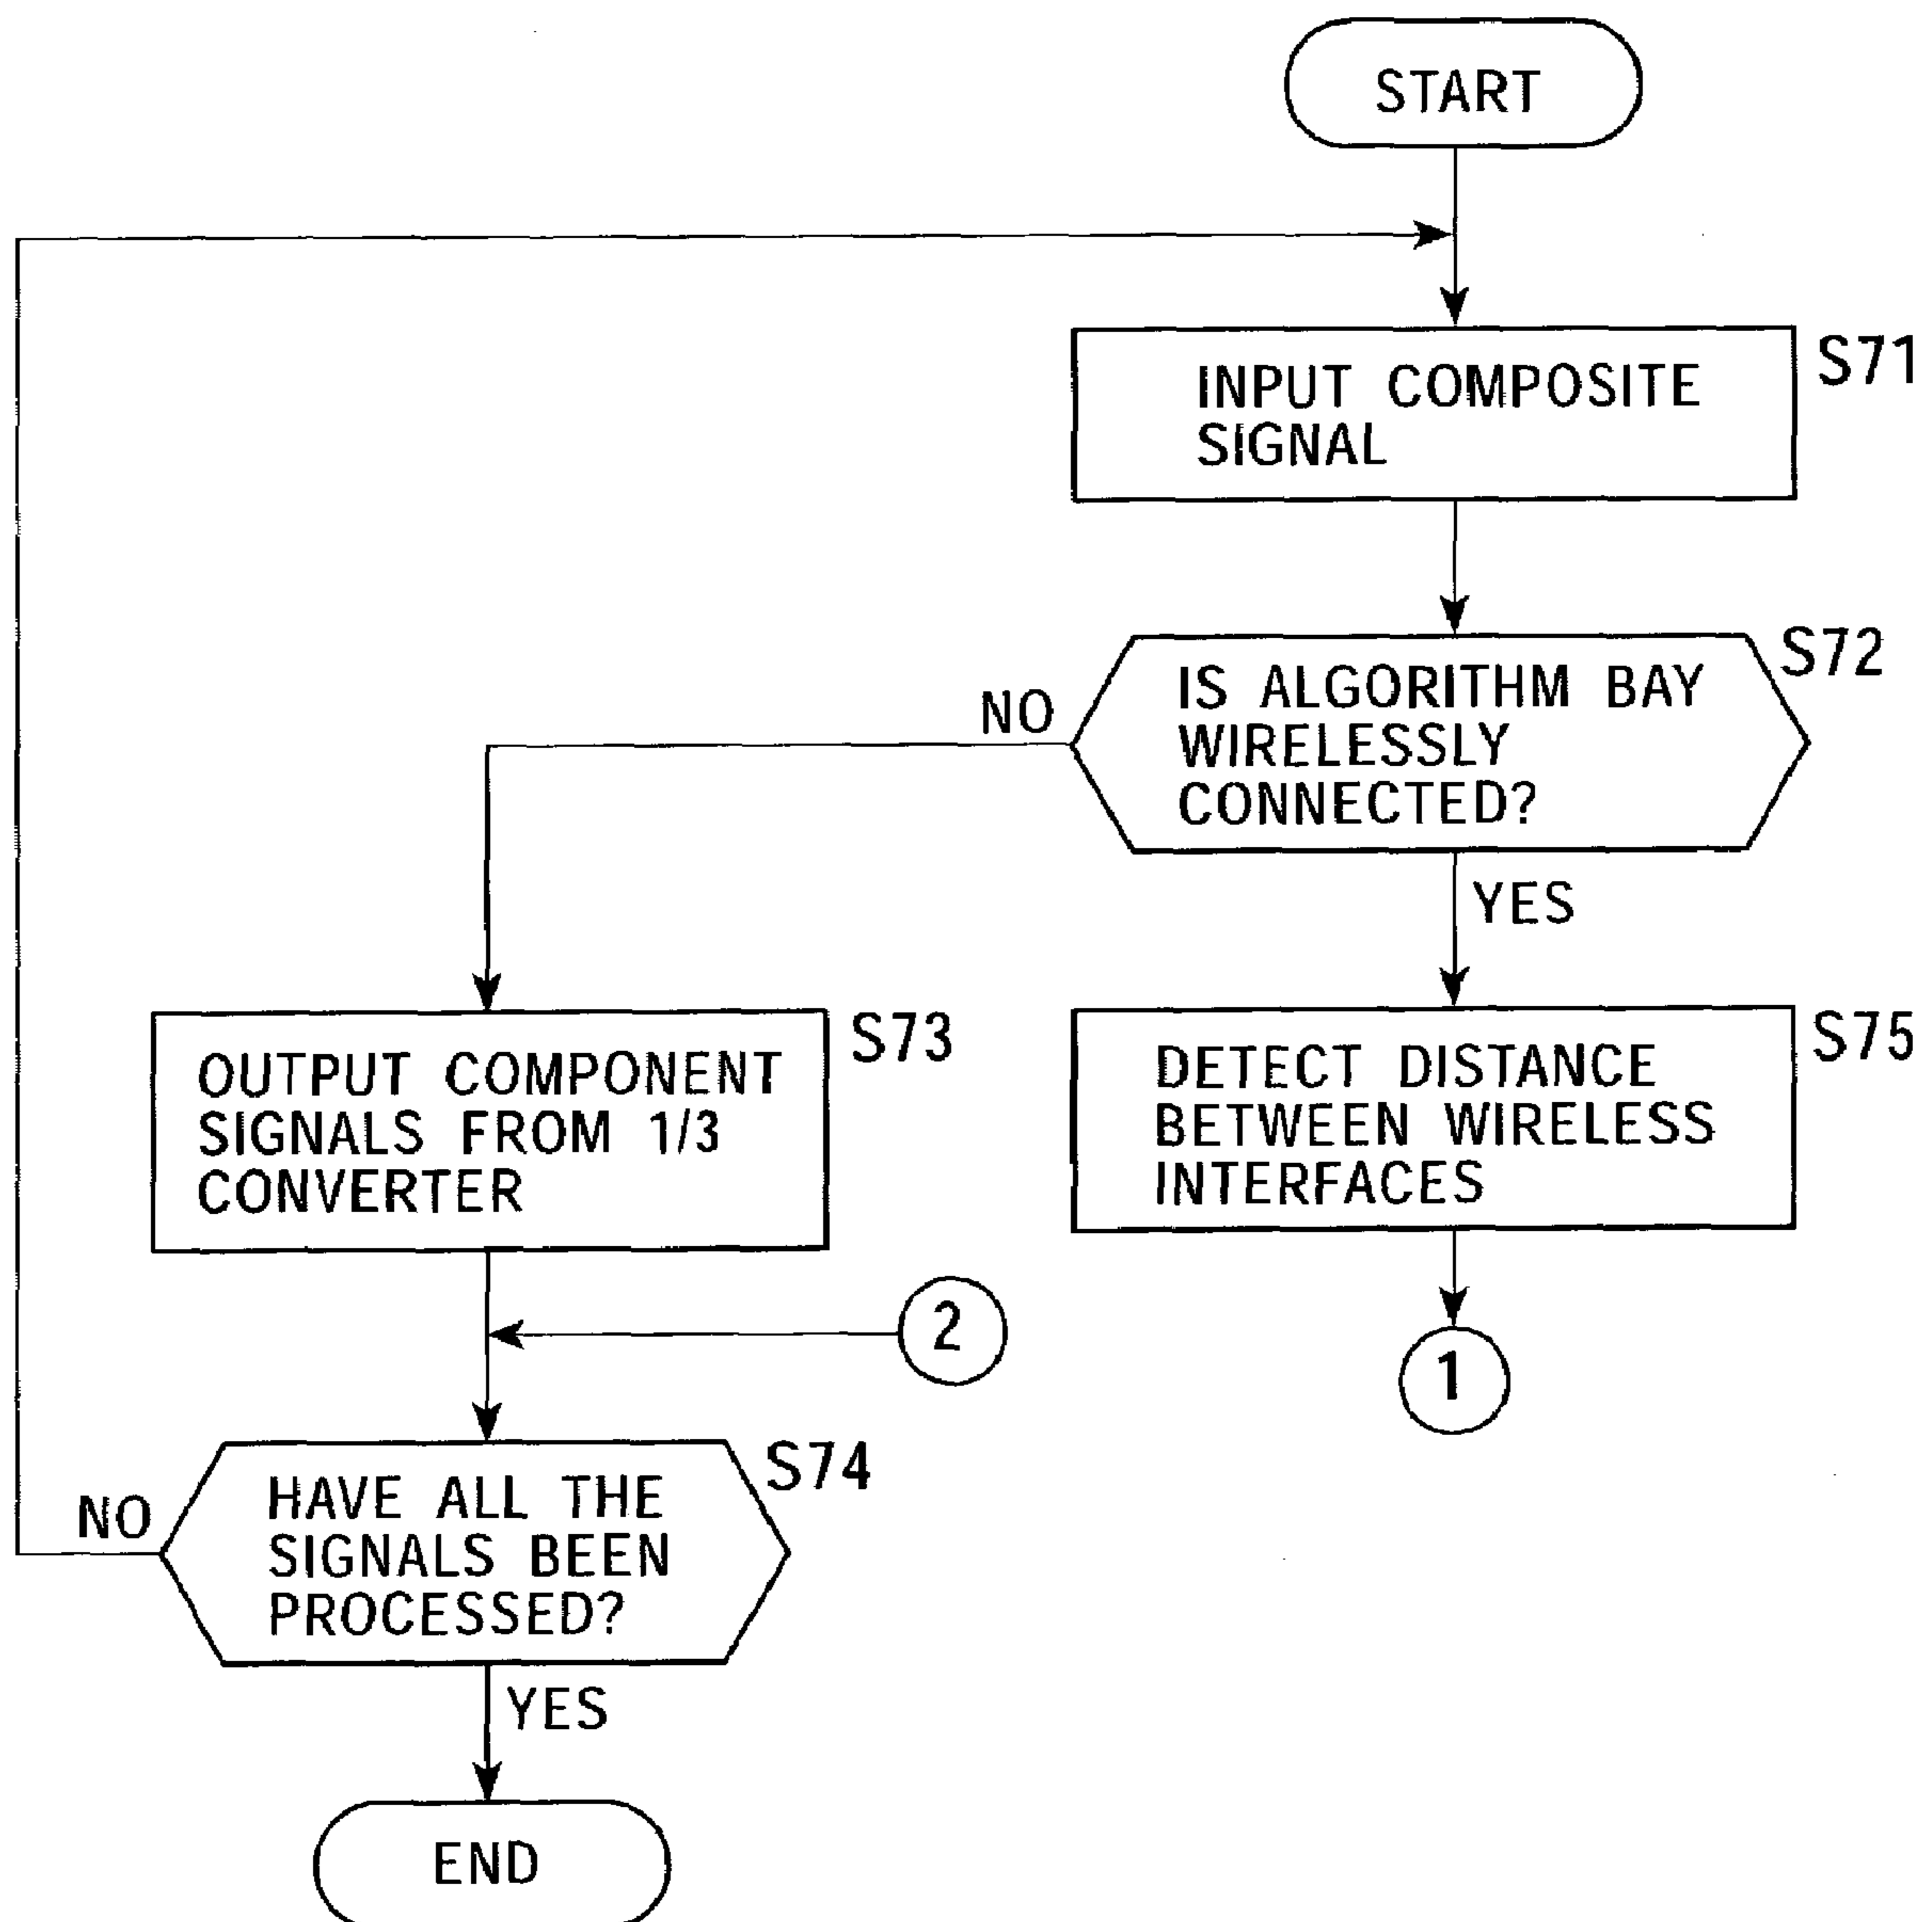 START
S71
INPUT COMPOSITE
SIGNAL
S72
IS ALGORITHM BAY
WIRELESSLY
CONNECTED?
NO
YES
S73
OUTPUT COMPONENT
SIGNALS FROM 1/3
CONVERTER
S75
DETECT DISTANCE
BETWEEN WIRELESS
INTERFACES
2
1
S74
HAVE ALL THE
SIGNALS BEEN
PROCESSED?
NO
YES
END